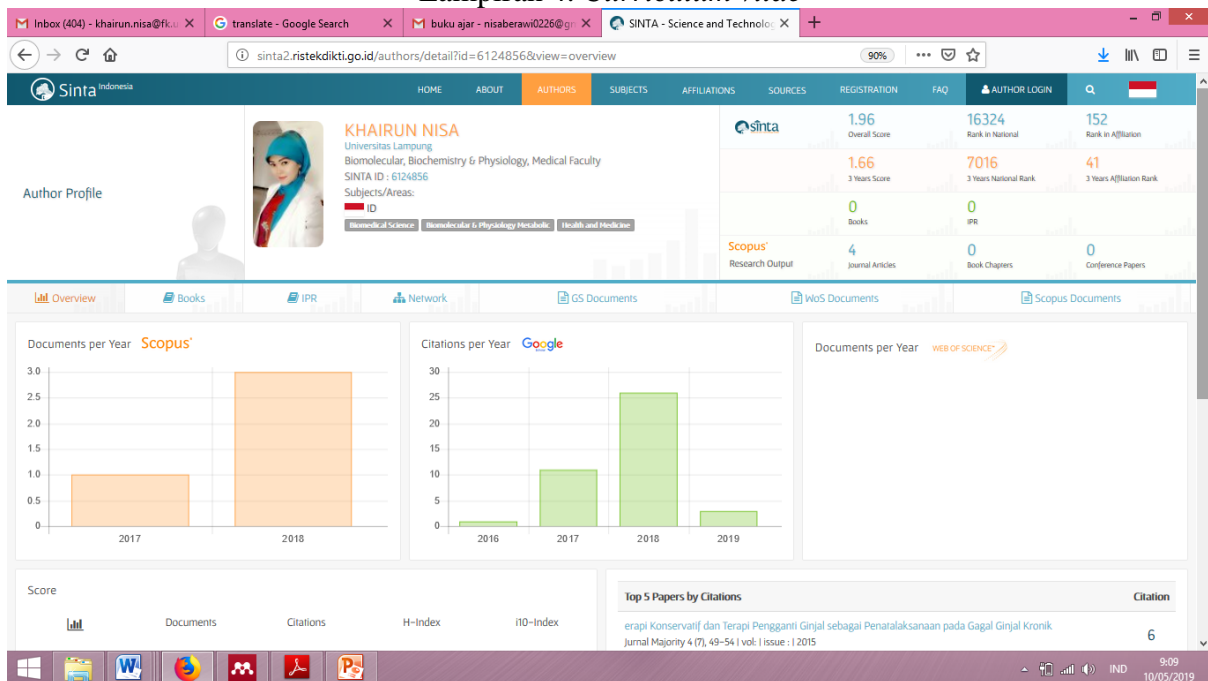 Lampiran 4. Curriculum vitae
Inbox (404) - khairun.nisa@fk.u
translate - Google Search
buku ajar - nisaberawi0226@gm
SINTA - Science and Technolog
sinta2.ristekdikti.go.id/authors/detail?id=6124856&view=overview
90%
Sinta Indonesia
HOME ABOUT AUTHORS SUBJECTS AFFILIATIONS SOURCES REGISTRATION FAQ AUTHOR LOGIN
Author Profile
KHAIRUN NISA
Universitas Lampung
Biomolecular, Biochemistry & Physiology, Medical Faculty
SINTA ID : 6124856
Subjects/Areas:
ID
Biomedical Science Biomolecular & Physiology Metabolic Health and Medicine
sinta
1.96 16324 152
Overall Score Rank in National Rank in Affiliation
1.66 7016 41
3 Years Score 3 Years National Rank 3 Years Affiliation Rank
0 0
Books IPR
Scopus 4 0 0
Research Output Journal Articles Book Chapters Conference Papers
Overview Books IPR Network GS Documents WoS Documents Scopus Documents
Documents per Year Scopus
3.0
2.5
2.0
1.5
1.0
0.5
0
2017 2018
Citations per Year Google
30
25
20
15
10
5
0
2016 2017 2018 2019
Documents per Year WEB OF SCIENCE
Score
Documents Citations H-Index i10-Index
Top 5 Papers by Citations Citation
erapi Konservatif dan Terapi Pengganti Ginjal sebagai Penatalaksanaan pada Gagal Ginjal Kronik
Jurnal Majority 4 (7), 49-54 | vol: | issue : | 2015
6
IND
9:09
10/05/2019